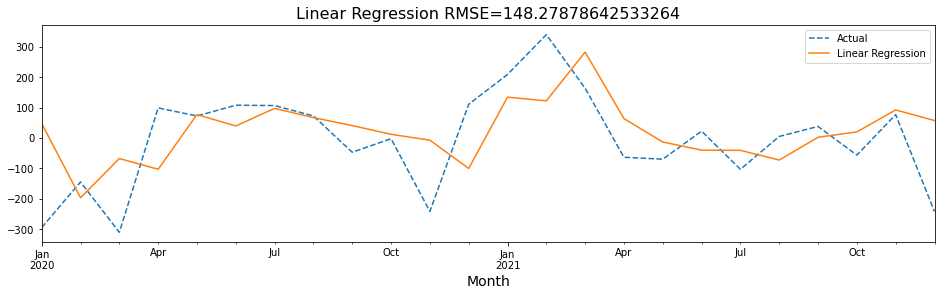 Linear Regression RMSE=148.27878642533264
Actual
Linear Regression
300
200
100
0
−100
−200
−300
Jan Apr Jul Oct Jan Apr Jul Oct
2020 2021
Month